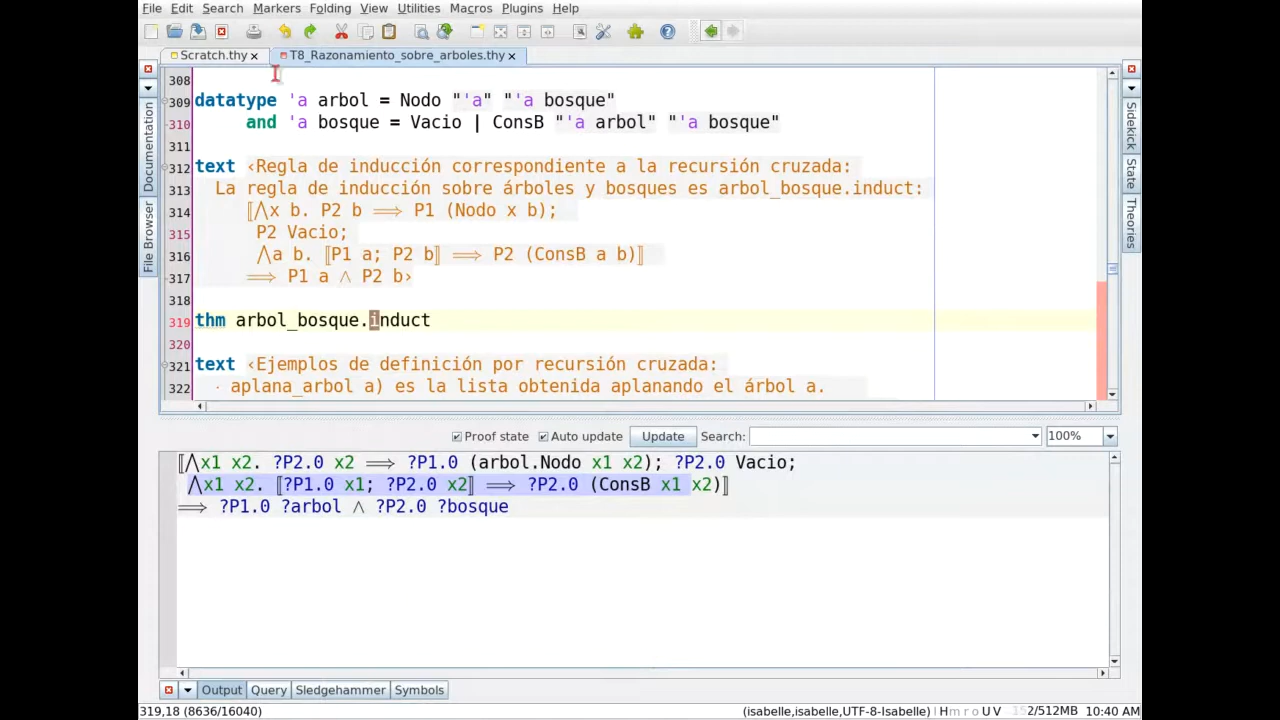 File Edit Search Markers Folding View Utilities Macros Plugins Help
Scratch.thy T8_Razonamiento_sobre_arboles.thy
308
309 datatype 'a arbol = Nodo "'a" "'a bosque"
310 and 'a bosque = Vacio | ConsB "'a arbol" "'a bosque"
311
312 text ‹Regla de inducción correspondiente a la recursión cruzada:
313 La regla de inducción sobre árboles y bosques es arbol_bosque.induct:
314 ⟦⋀x b. P2 b ⟹ P1 (Nodo x b);
315 P2 Vacio;
316 ⋀a b. ⟦P1 a; P2 b⟧ ⟹ P2 (ConsB a b)⟧
317 ⟹ P1 a ∧ P2 b›
318
319 thm arbol_bosque.induct
320
321 text ‹Ejemplos de definición por recursión cruzada:
322 · aplana_arbol a) es la lista obtenida aplanando el árbol a.
Documentation
File Browser
Sidekick
State
Theories
Proof state Auto update Update Search: 100%
⟦⋀x1 x2. ?P2.0 x2 ⟹ ?P1.0 (arbol.Nodo x1 x2); ?P2.0 Vacio;
⋀x1 x2. ⟦?P1.0 x1; ?P2.0 x2⟧ ⟹ ?P2.0 (ConsB x1 x2)⟧
⟹ ?P1.0 ?arbol ∧ ?P2.0 ?bosque
Output Query Sledgehammer Symbols
319,18 (8636/16040) (isabelle,isabelle,UTF-8-Isabelle) | H m r o U V 2/512MB 10:40 AM